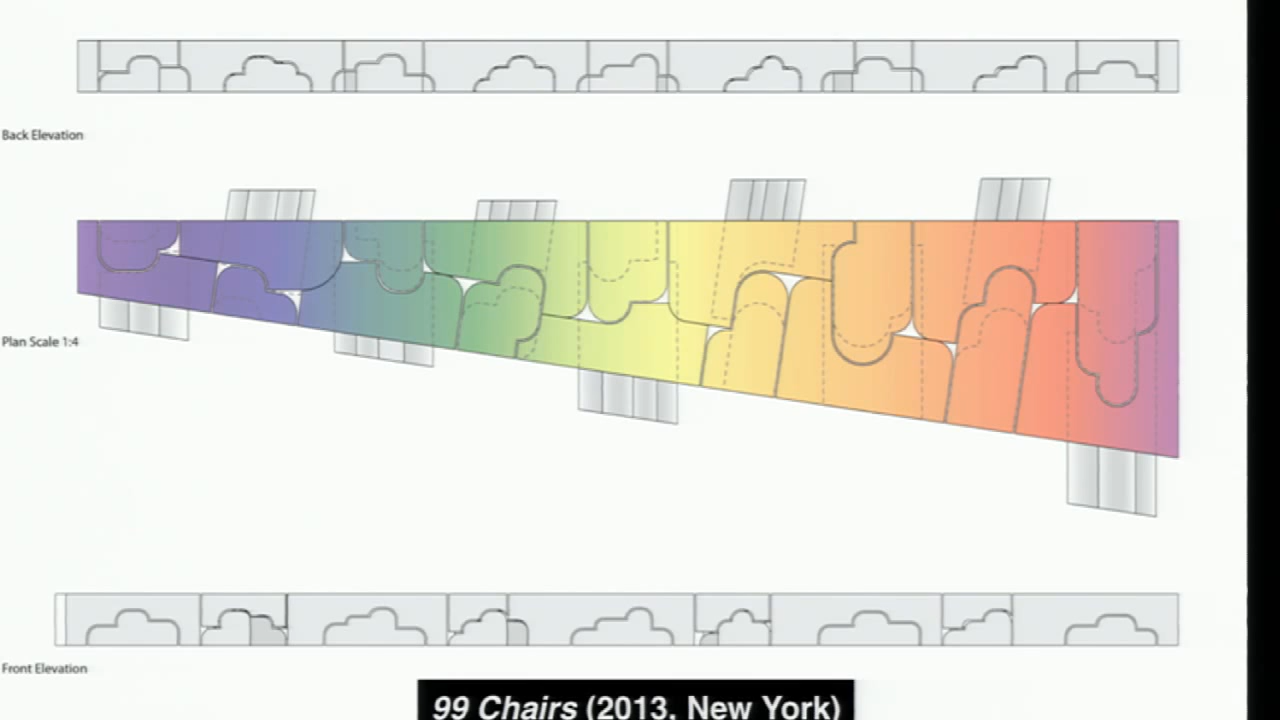 Back Elevation
Plan Scale 1:4
Front Elevation
99 Chairs (2013, New York)